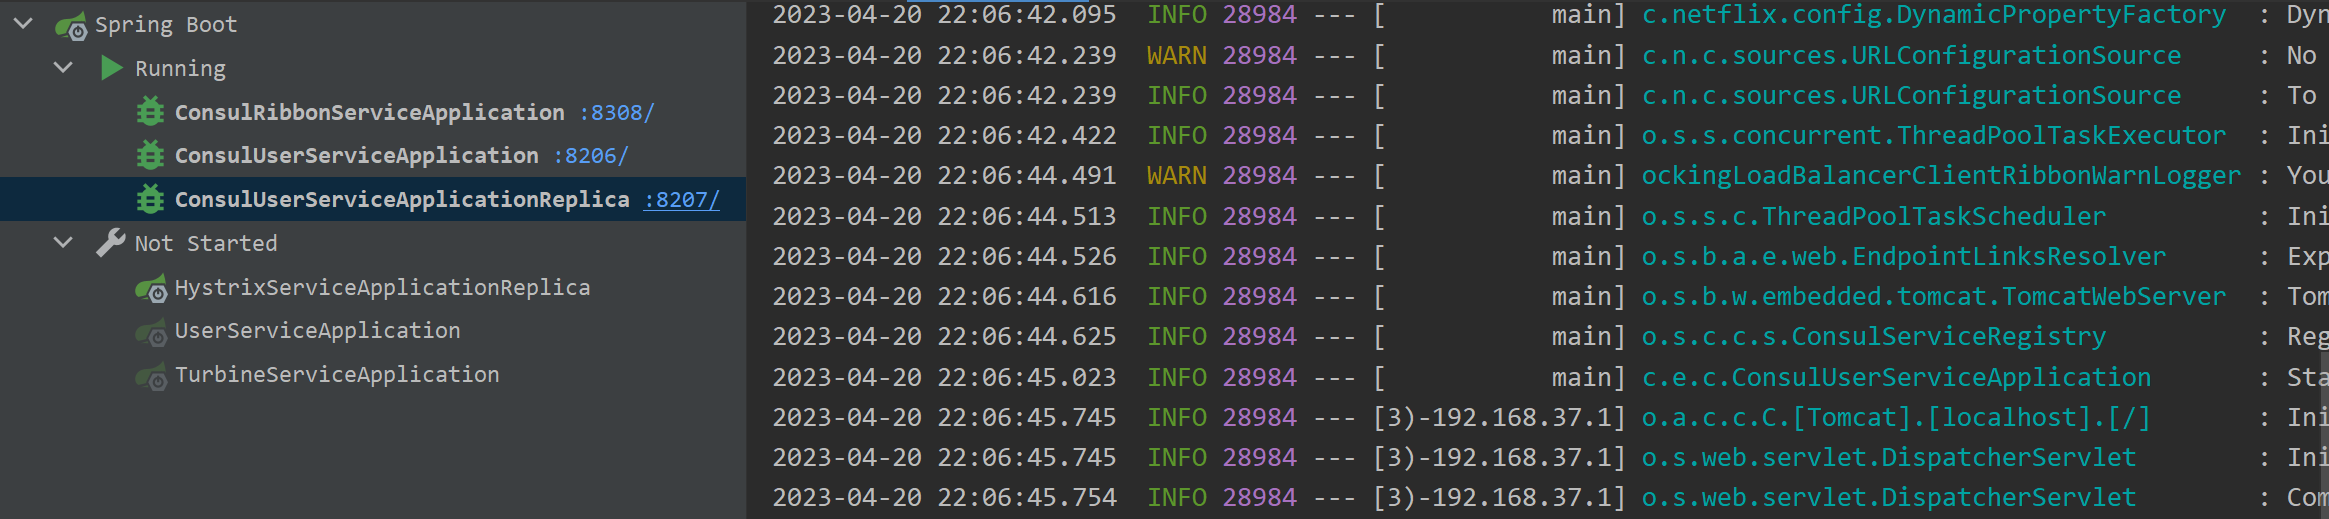 Spring Boot
Running
ConsulRibbonServiceApplication :8308/
ConsulUserServiceApplication :8206/
ConsulUserServiceApplicationReplica :8207/
Not Started
HystrixServiceApplicationReplica
UserServiceApplication
TurbineServiceApplication
2023-04-20 22:06:42.095 INFO 28984 --- [ main] c.netflix.config.DynamicPropertyFactory : Dyn
2023-04-20 22:06:42.239 WARN 28984 --- [ main] c.n.c.sources.URLConfigurationSource : No
2023-04-20 22:06:42.239 INFO 28984 --- [ main] c.n.c.sources.URLConfigurationSource : To
2023-04-20 22:06:42.422 INFO 28984 --- [ main] o.s.s.concurrent.ThreadPoolTaskExecutor : Ini
2023-04-20 22:06:44.491 WARN 28984 --- [ main] ockingLoadBalancerClientRibbonWarnLogger : You
2023-04-20 22:06:44.513 INFO 28984 --- [ main] o.s.s.c.ThreadPoolTaskScheduler : Ini
2023-04-20 22:06:44.526 INFO 28984 --- [ main] o.s.b.a.e.web.EndpointLinksResolver : Exp
2023-04-20 22:06:44.616 INFO 28984 --- [ main] o.s.b.w.embedded.tomcat.TomcatWebServer : Tom
2023-04-20 22:06:44.625 INFO 28984 --- [ main] o.s.c.c.s.ConsulServiceRegistry : Reg
2023-04-20 22:06:45.023 INFO 28984 --- [ main] c.e.c.ConsulUserServiceApplication : Sta
2023-04-20 22:06:45.745 INFO 28984 --- [3)-192.168.37.1] o.a.c.c.C.[Tomcat].[localhost].[/] : Ini
2023-04-20 22:06:45.745 INFO 28984 --- [3)-192.168.37.1] o.s.web.servlet.DispatcherServlet : Ini
2023-04-20 22:06:45.754 INFO 28984 --- [3)-192.168.37.1] o.s.web.servlet.DispatcherServlet : Com